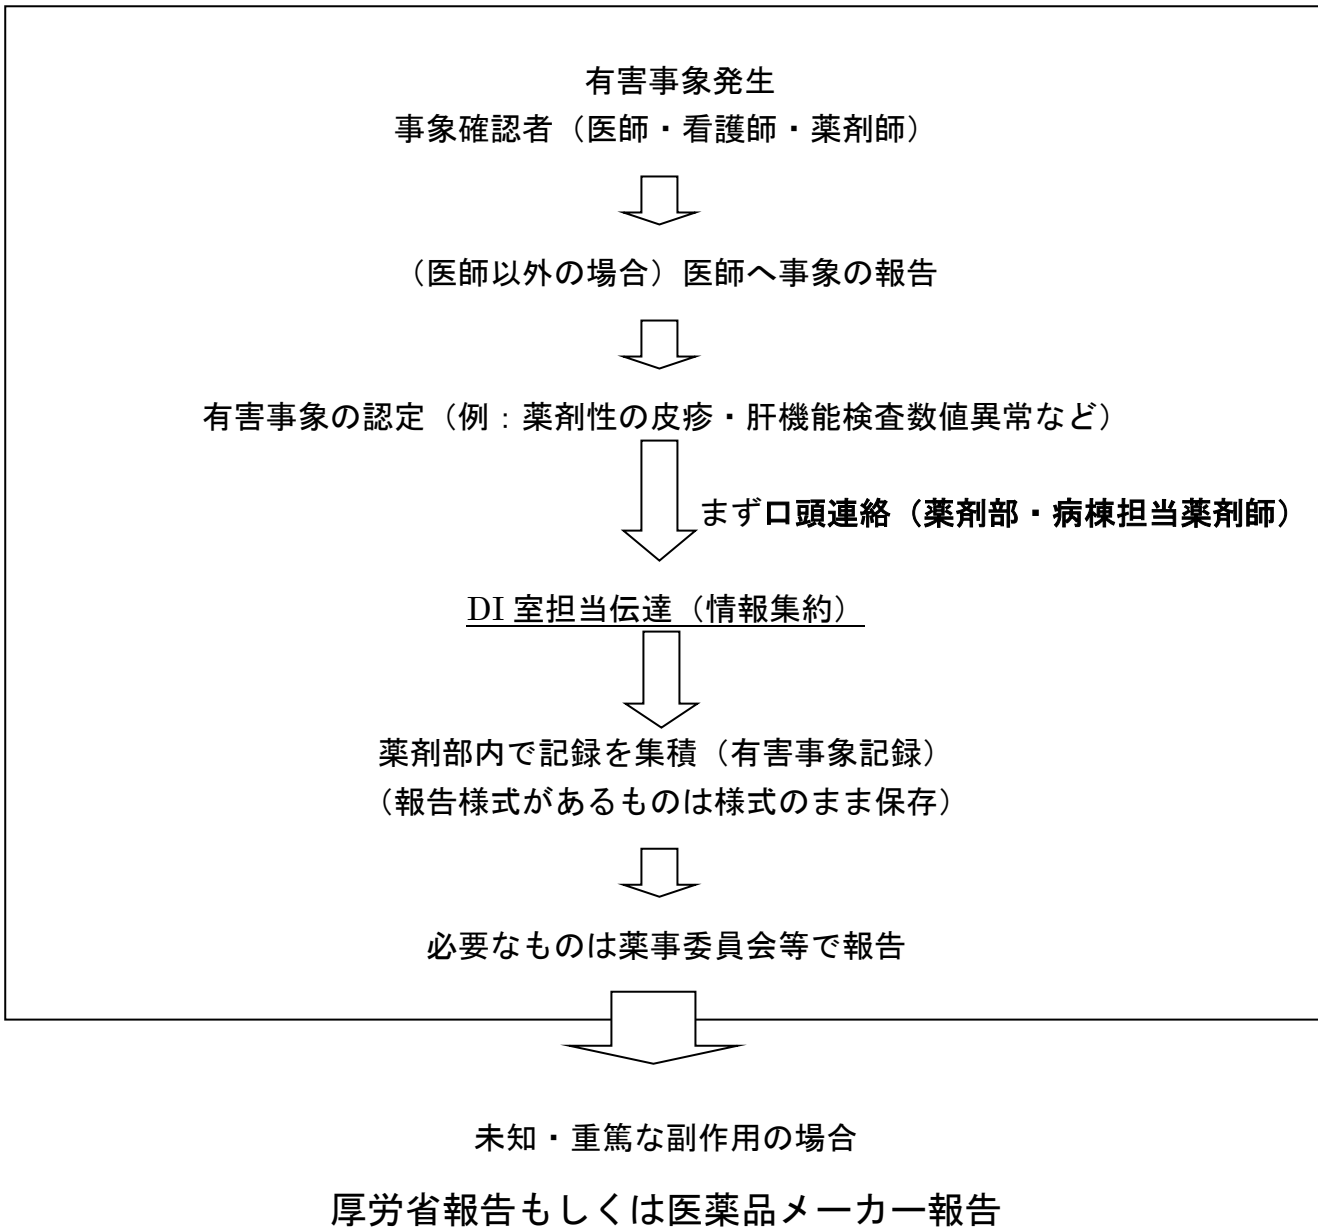 有害事象発生
事象確認者（医師・看護師・薬剤師）
（医師以外の場合）医師へ事象の報告
有害事象の認定（例：薬剤性の皮疹・肝機能検査数値異常など）
まず口頭連絡（薬剤部・病棟担当薬剤師）
DI 室担当伝達（情報集約）
薬剤部内で記録を集積（有害事象記録）
（報告様式があるものは様式のまま保存）
必要なものは薬事委員会等で報告
未知・重篤な副作用の場合
厚労省報告もしくは医薬品メーカー報告